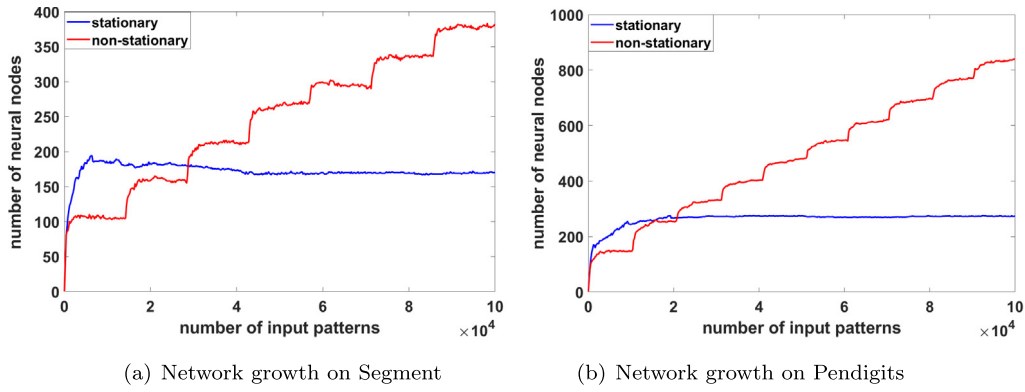 400
350
300
250
200
150
100
50
0
number of neural nodes
stationary
non-stationary
0 2 4 6 8 10
number of input patterns
×10^4
(a) Network growth on Segment
1000
800
600
400
200
0
number of neural nodes
stationary
non-stationary
0 2 4 6 8 10
number of input patterns
×10^4
(b) Network growth on Pendigits